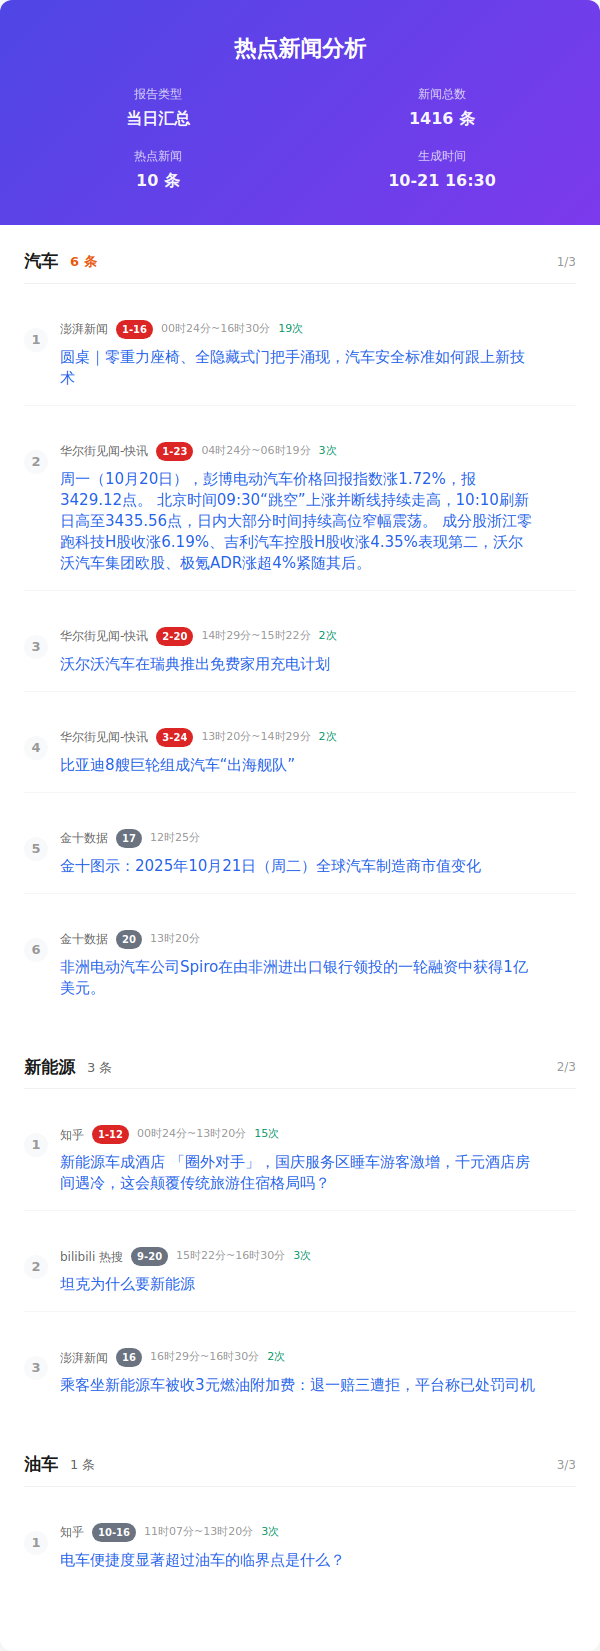 热点新闻分析
报告类型
新闻总数
当日汇总
1416 条
热点新闻
生成时间
10 条
10-21 16:30
汽车 6 条 1/3
1 澎湃新闻 1-16 00时24分~16时30分 19次
圆桌｜零重力座椅、全隐藏式门把手涌现，汽车安全标准如何跟上新技
术
2 华尔街见闻-快讯 1-23 04时24分~06时19分 3次
周一（10月20日），彭博电动汽车价格回报指数涨1.72%，报
3429.12点。 北京时间09:30“跳空”上涨并断线持续走高，10:10刷新
日高至3435.56点，日内大部分时间持续高位窄幅震荡。 成分股浙江零
跑科技H股收涨6.19%、吉利汽车控股H股收涨4.35%表现第二，沃尔
沃汽车集团欧股、极氪ADR涨超4%紧随其后。
3 华尔街见闻-快讯 2-20 14时29分~15时22分 2次
沃尔沃汽车在瑞典推出免费家用充电计划
4 华尔街见闻-快讯 3-24 13时20分~14时29分 2次
比亚迪8艘巨轮组成汽车“出海舰队”
5 金十数据 17 12时25分
金十图示：2025年10月21日（周二）全球汽车制造商市值变化
6 金十数据 20 13时20分
非洲电动汽车公司Spiro在由非洲进出口银行领投的一轮融资中获得1亿
美元。
新能源 3 条 2/3
1 知乎 1-12 00时24分~13时20分 15次
新能源车成酒店 「圈外对手」，国庆服务区睡车游客激增，千元酒店房
间遇冷，这会颠覆传统旅游住宿格局吗？
2 bilibili 热搜 9-20 15时22分~16时30分 3次
坦克为什么要新能源
3 澎湃新闻 16 16时29分~16时30分 2次
乘客坐新能源车被收3元燃油附加费：退一赔三遭拒，平台称已处罚司机
油车 1 条 3/3
1 知乎 10-16 11时07分~13时20分 3次
电车便捷度显著超过油车的临界点是什么？